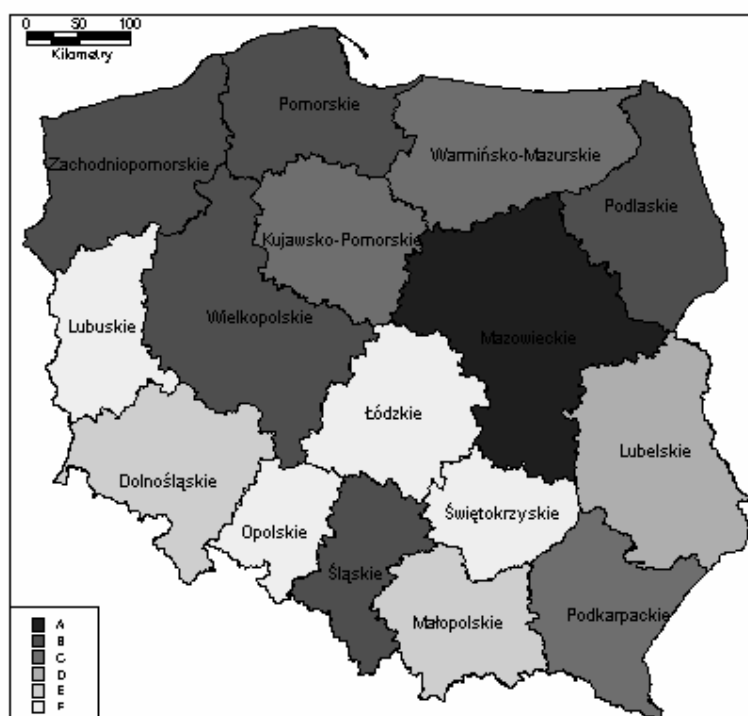 0 50 100
Kilometry
Pomorskie
Zachodniopomorskie
Warmińsko-Mazurskie
Podlaskie
Kujawsko-Pomorskie
Wielkopolskie
Lubuskie
Mazowieckie
Łódzkie
Lubelskie
Dolnośląskie
Świętokrzyskie
Opolskie
Śląskie
Małopolskie
Podkarpackie
A
B
C
D
E
F